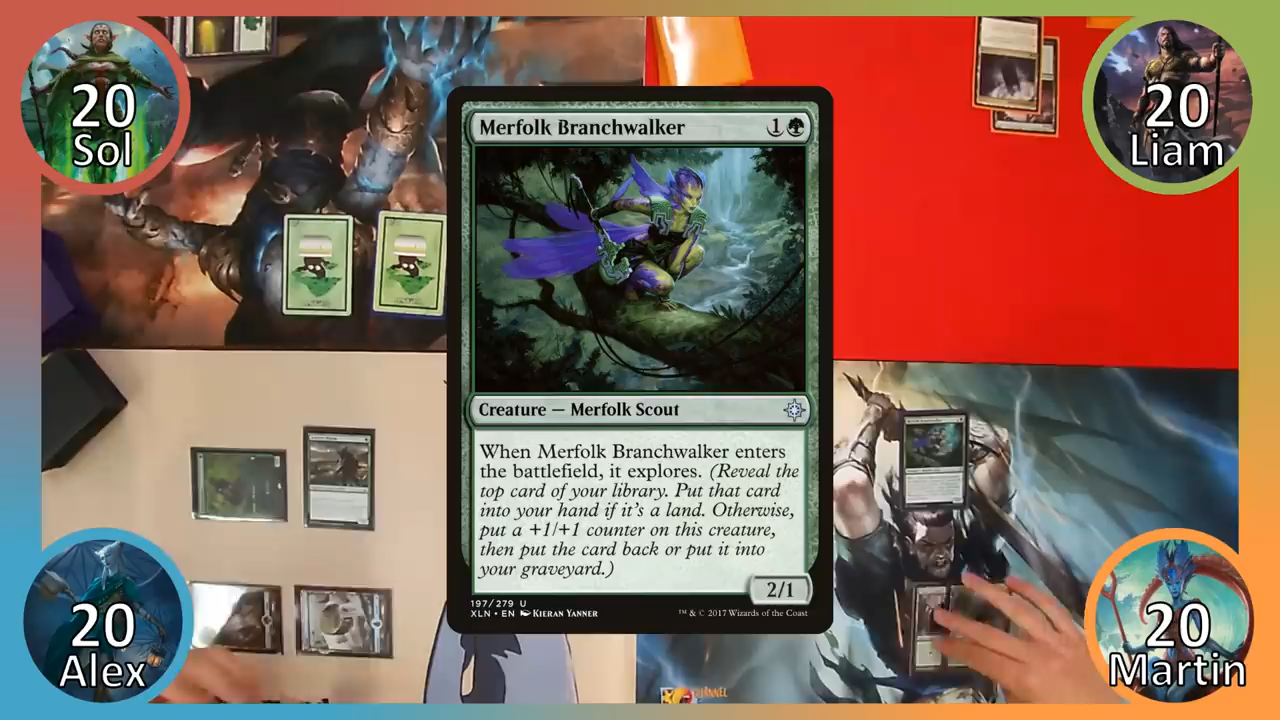 20
Sol
20
Liam
Merfolk Branchwalker
1
Creature — Merfolk Scout
When Merfolk Branchwalker enters
the battlefield, it explores. (Reveal the
top card of your library. Put that card
into your hand if it's a land. Otherwise,
put a +1/+1 counter on this creature,
then put the card back or put it into
your graveyard.)
2/1
197/279 U
XLN • EN KIERAN YANNER
™ & © 2017 Wizards of the Coast
20
Alex
20
Martin
CHANNEL